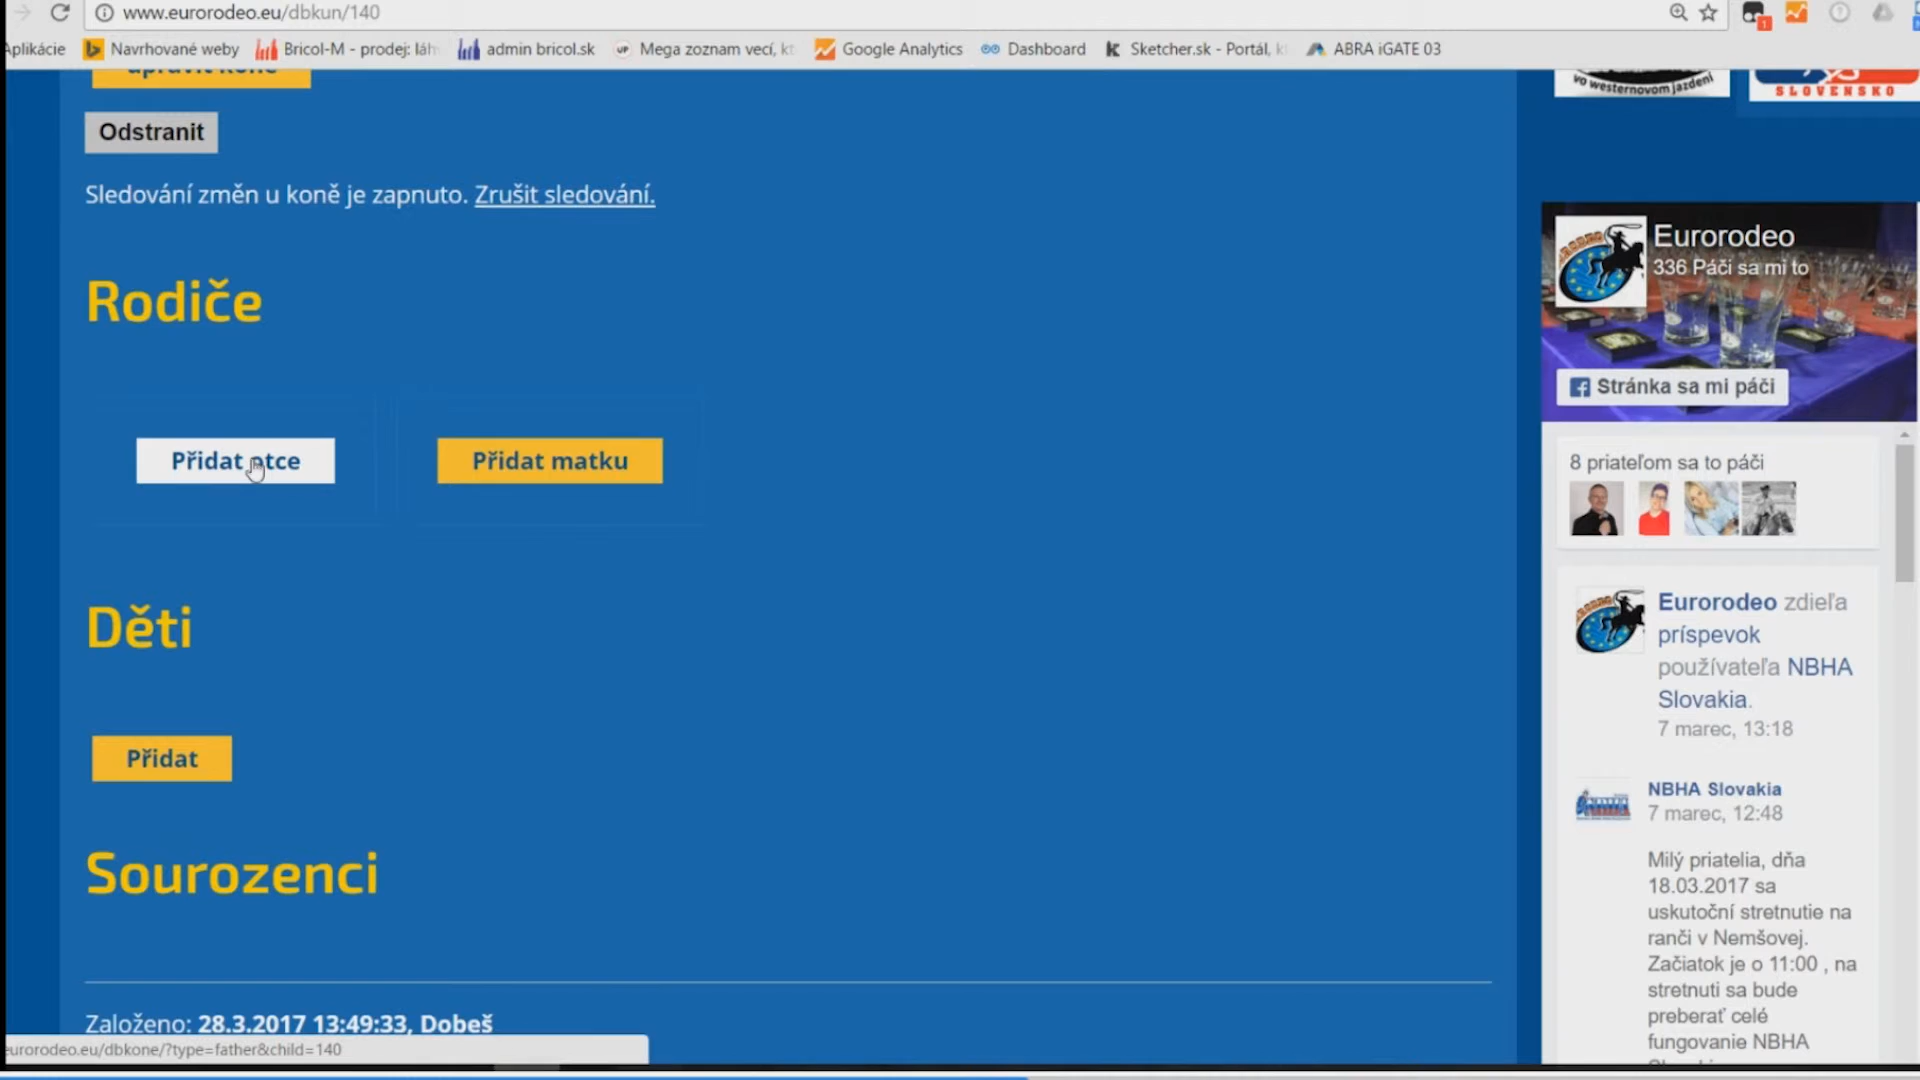 www.eurorodeo.eu/dbkun/140
Aplikácie
Navrhované weby
Bricol-M - prodej: láh
admin bricol.sk
UP
Mega zoznam vecí, kt
Google Analytics
Dashboard
Sketcher.sk - Portál, k
ABRA iGATE 03
upravit koně
vo westernovom jazdení
SLOVENSKO
Odstranit
Sledování změn u koně je zapnuto. Zrušit sledování.
Rodiče
Přidat otce
Přidat matku
Děti
Přidat
Sourozenci
Založeno: 28.3.2017 13:49:33, Dobeš
eurorodeo.eu/dbkone/?type=father&child=140
Eurorodeo
336 Páči sa mi to
Stránka sa mi páči
8 priateľom sa to páči
Eurorodeo zdieľa
príspevok
používateľa NBHA
Slovakia.
7 marec, 13:18
NBHA Slovakia
7 marec, 12:48
Milý priatelia, dňa
18.03.2017 sa
uskutoční stretnutie na
ranči v Nemšovej.
Začiatok je o 11:00 , na
stretnuti sa bude
preberať celé
fungovanie NBHA